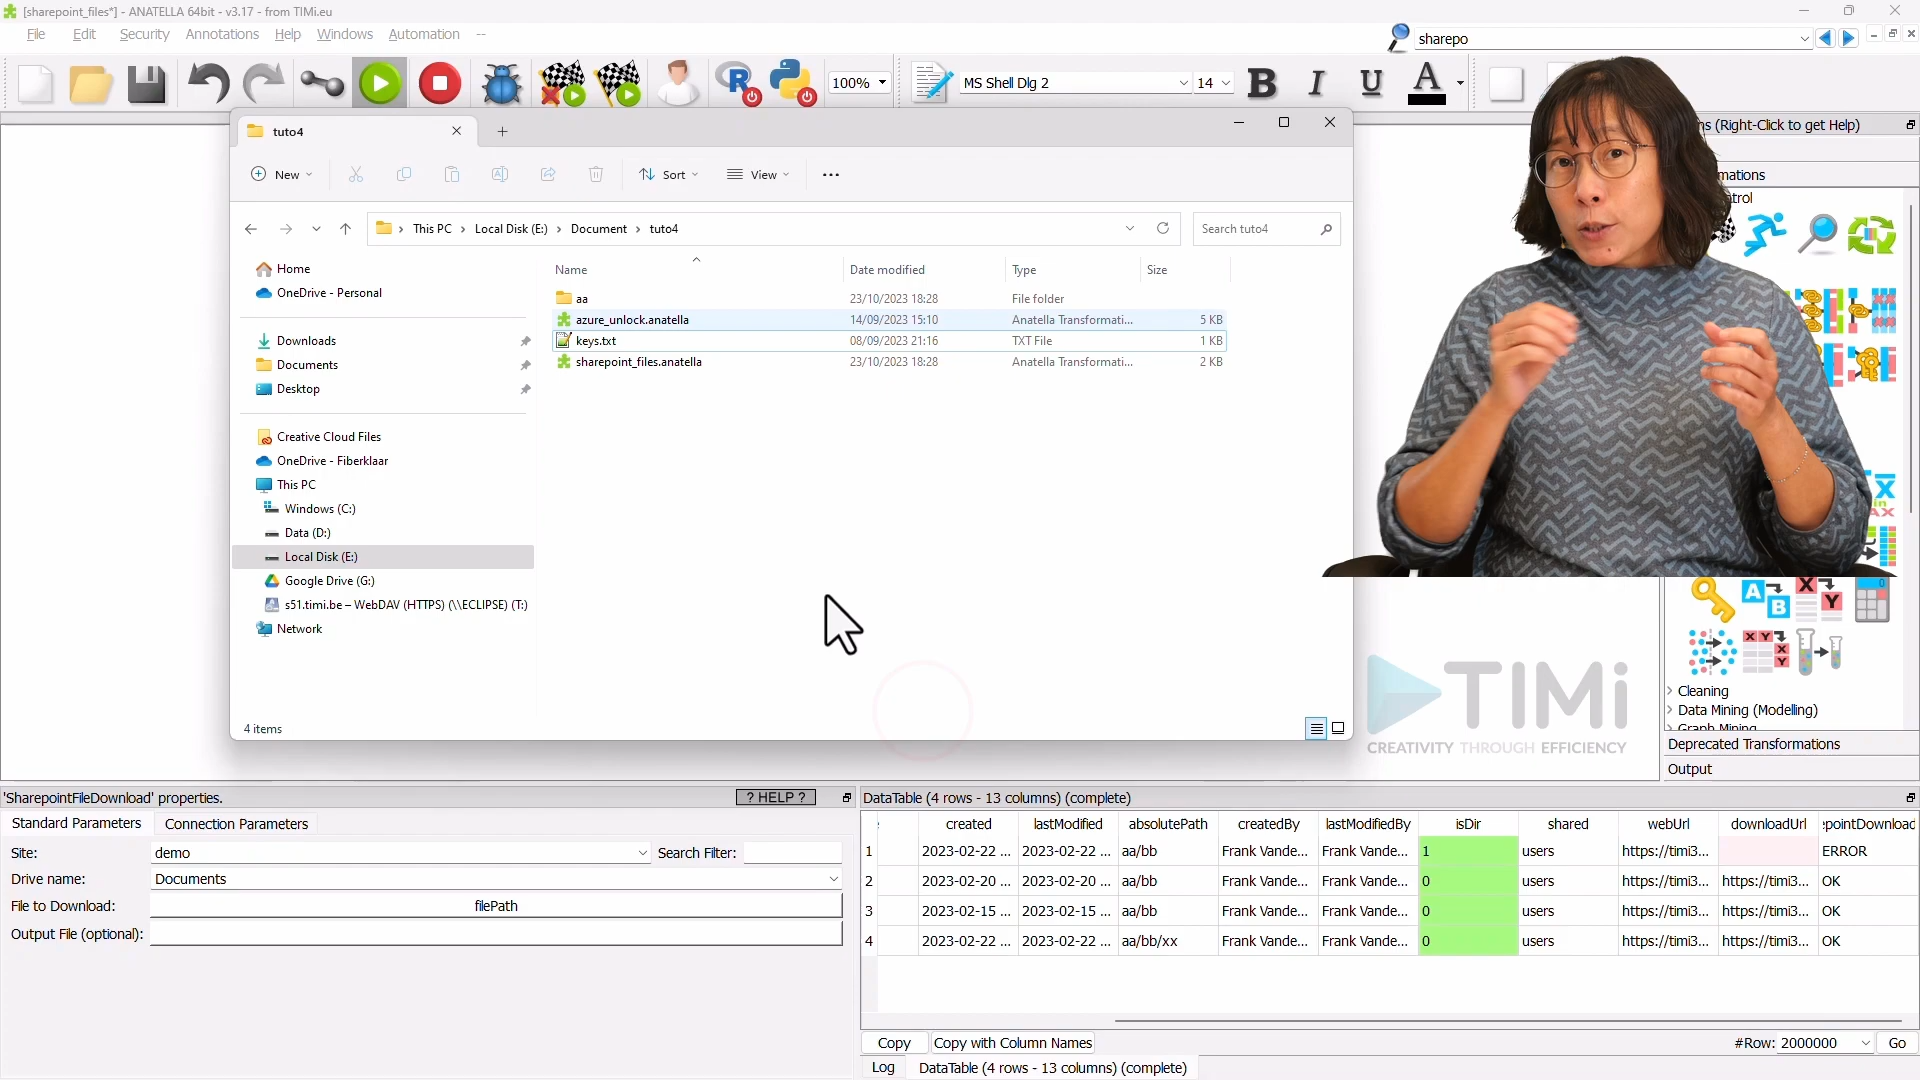 [sharepoint_files*] - ANATELLA 64bit - v3.17 - from TIMi.eu
File Edit Security Annotations Help Windows Automation --
sharepo
100% MS Shell Dlg 2 14 B I U A
(Right-Click to get Help)
tuto4
New Sort View
This PC > Local Disk (E:) > Document > tuto4
Search tuto4
Home
OneDrive - Personal
Downloads
Documents
Desktop
Creative Cloud Files
OneDrive - Fiberklaar
This PC
Windows (C:)
Data (D:)
Local Disk (E:)
Google Drive (G:)
s51.timi.be – WebDAV (HTTPS) (\\ECLIPSE) (T:)
Network
Name Date modified Type Size
aa 23/10/2023 18:28 File folder
azure_unlock.anatella 14/09/2023 15:10 Anatella Transformati... 5 KB
keys.txt 08/09/2023 21:16 TXT File 1 KB
sharepoint_files.anatella 23/10/2023 18:28 Anatella Transformati... 2 KB
4 items
TIMi
CREATIVITY THROUGH EFFICIENCY
Cleaning
Data Mining (Modelling)
Graph Mining
Deprecated Transformations
Output
'SharepointFileDownload' properties.
? HELP ?
Standard Parameters Connection Parameters
Site: demo Search Filter:
Drive name: Documents
File to Download: filePath
Output File (optional):
DataTable (4 rows - 13 columns) (complete)
created lastModified absolutePath createdBy lastModifiedBy isDir shared webUrl downloadUrl :pointDownload
1 2023-02-22 ... 2023-02-22 ... aa/bb Frank Vande... Frank Vande... 1 users https://timi3... ERROR
2 2023-02-20 ... 2023-02-20 ... aa/bb Frank Vande... Frank Vande... 0 users https://timi3... https://timi3... OK
3 2023-02-15 ... 2023-02-15 ... aa/bb Frank Vande... Frank Vande... 0 users https://timi3... https://timi3... OK
4 2023-02-22 ... 2023-02-22 ... aa/bb/xx Frank Vande... Frank Vande... 0 users https://timi3... https://timi3... OK
Copy Copy with Column Names
#Row: 2000000 Go
Log DataTable (4 rows - 13 columns) (complete)